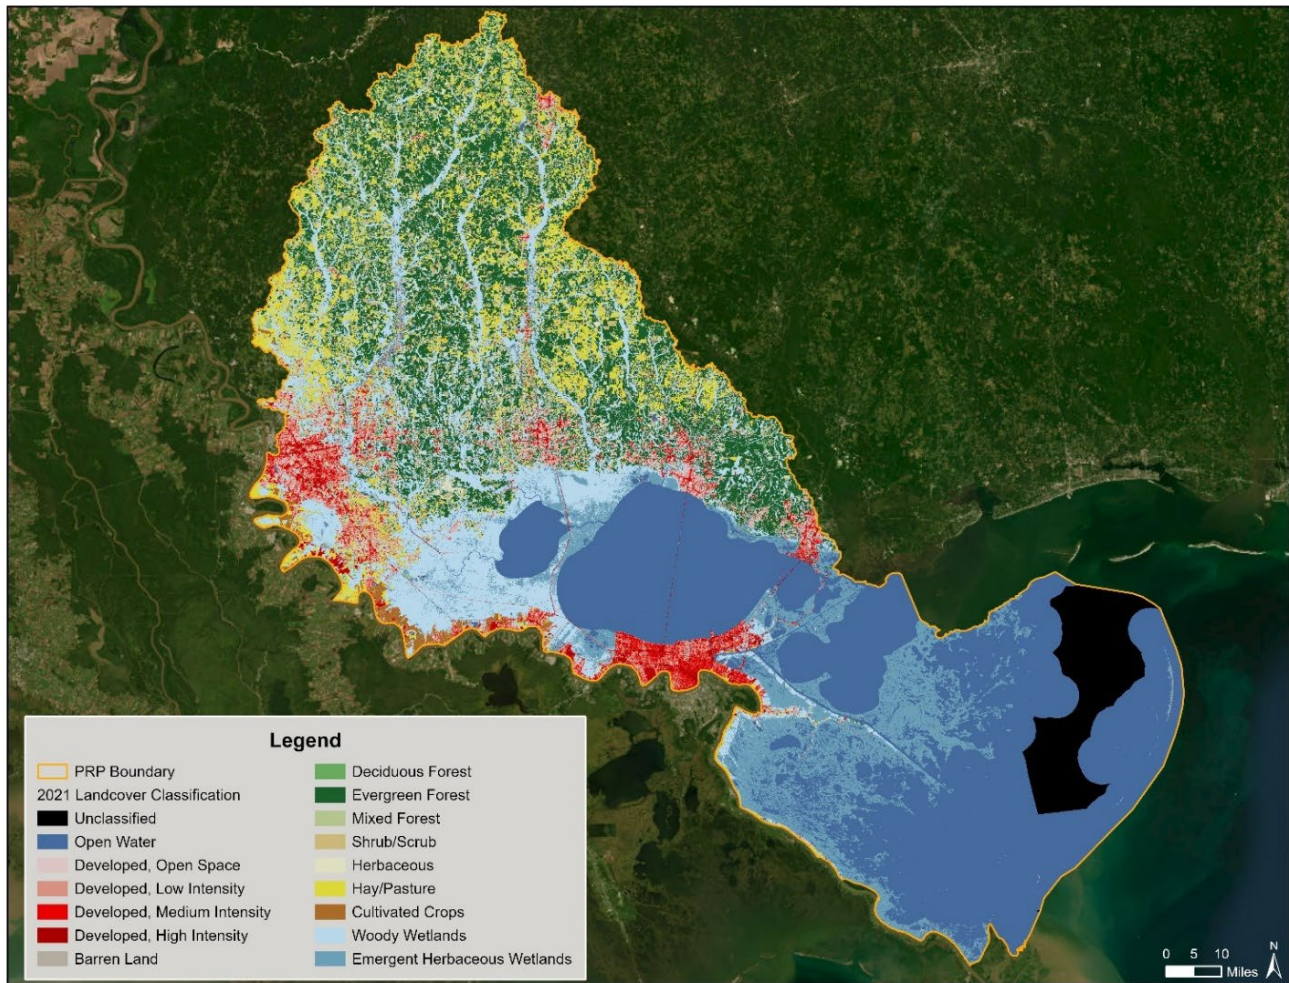 Legend
PRP Boundary
2021 Landcover Classification
Unclassified
Open Water
Developed, Open Space
Developed, Low Intensity
Developed, Medium Intensity
Developed, High Intensity
Barren Land
Deciduous Forest
Evergreen Forest
Mixed Forest
Shrub/Scrub
Herbaceous
Hay/Pasture
Cultivated Crops
Woody Wetlands
Emergent Herbaceous Wetlands
0 5 10
Miles
N